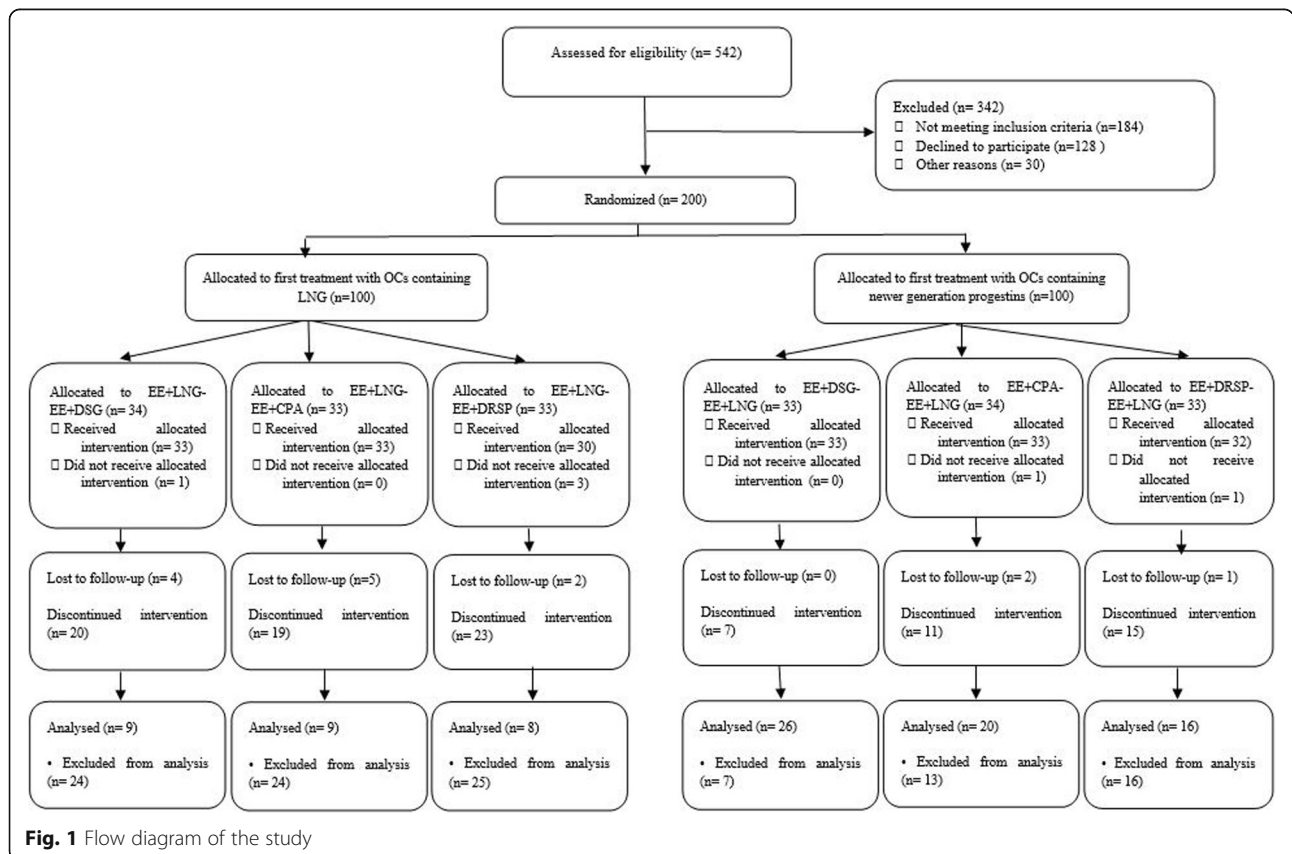 Assessed for eligibility (n= 542)
Excluded (n= 342)
☐ Not meeting inclusion criteria (n=184)
☐ Declined to participate (n=128 )
☐ Other reasons (n= 30)
Randomized (n= 200)
Allocated to first treatment with OCs containing
LNG (n=100)
Allocated to first treatment with OCs containing
newer generation progestins (n=100)
Allocated to EE+LNG-
EE+DSG (n= 34)
☐ Received allocated
intervention (n= 33)
☐ Did not receive allocated
intervention (n= 1)
Allocated to EE+LNG-
EE+CPA (n= 33)
☐ Received allocated
intervention (n= 33)
☐ Did not receive allocated
intervention (n= 0)
Allocated to EE+LNG-
EE+DRSP (n= 33)
☐ Received allocated
intervention (n= 30)
☐ Did not receive allocated
intervention (n= 3)
Allocated to EE+DSG-
EE+LNG (n= 33)
☐ Received allocated
intervention (n= 33)
☐ Did not receive allocated
intervention (n= 0)
Allocated to EE+CPA-
EE+LNG (n= 34)
☐ Received allocated
intervention (n= 33)
☐ Did not receive allocated
intervention (n= 1)
Allocated to EE+DRSP-
EE+LNG (n= 33)
☐ Received allocated
intervention (n= 32)
☐ Did not receive
allocated
intervention (n= 1)
Lost to follow-up (n= 4)
Discontinued intervention
(n= 20)
Lost to follow-up (n=5)
Discontinued intervention
(n= 19)
Lost to follow-up (n= 2)
Discontinued intervention
(n= 23)
Lost to follow-up (n= 0)
Discontinued intervention
(n= 7)
Lost to follow-up (n= 2)
Discontinued intervention
(n= 11)
Lost to follow-up (n= 1)
Discontinued intervention
(n= 15)
Analysed (n= 9)
• Excluded from analysis
(n= 24)
Analysed (n= 9)
• Excluded from analysis
(n= 24)
Analysed (n= 8)
• Excluded from analysis
(n= 25)
Analysed (n= 26)
• Excluded from analysis
(n= 7)
Analysed (n= 20)
• Excluded from analysis
(n= 13)
Analysed (n= 16)
• Excluded from analysis
(n= 16)
Fig. 1 Flow diagram of the study